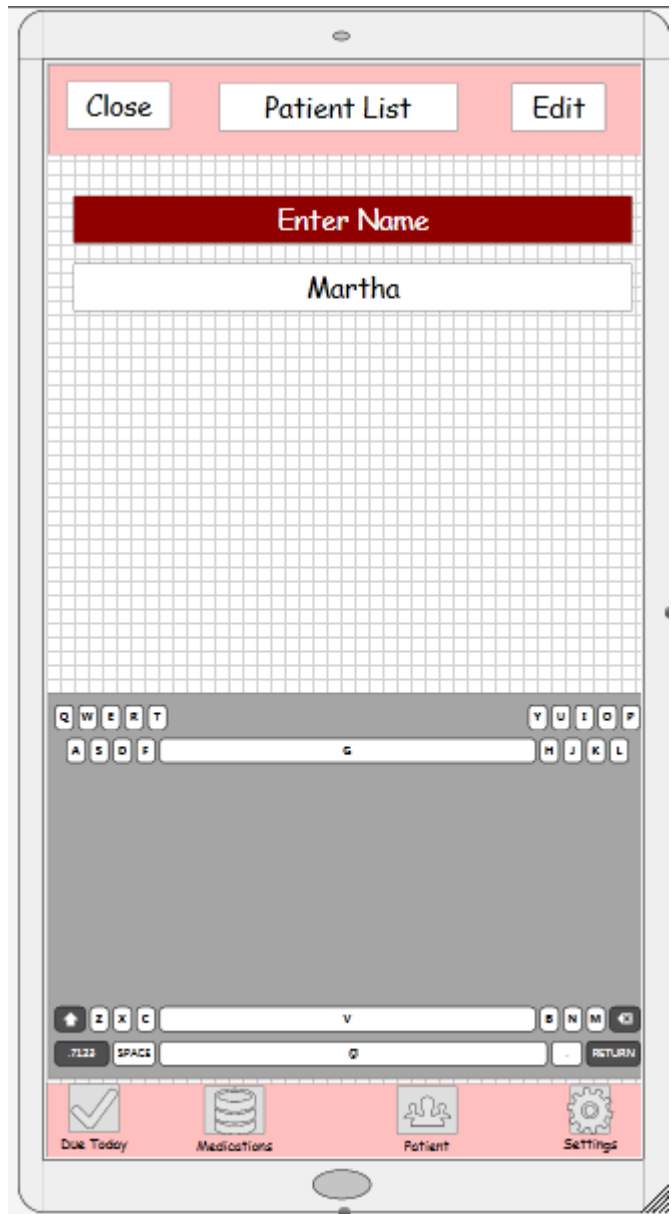 Close Patient List Edit
Enter Name
Martha
Q W E R T Y U I O P
A S D F G H J K L
Z X C V B N M
.?123 SPACE @ . RETURN
Due Today Medications Patient Settings